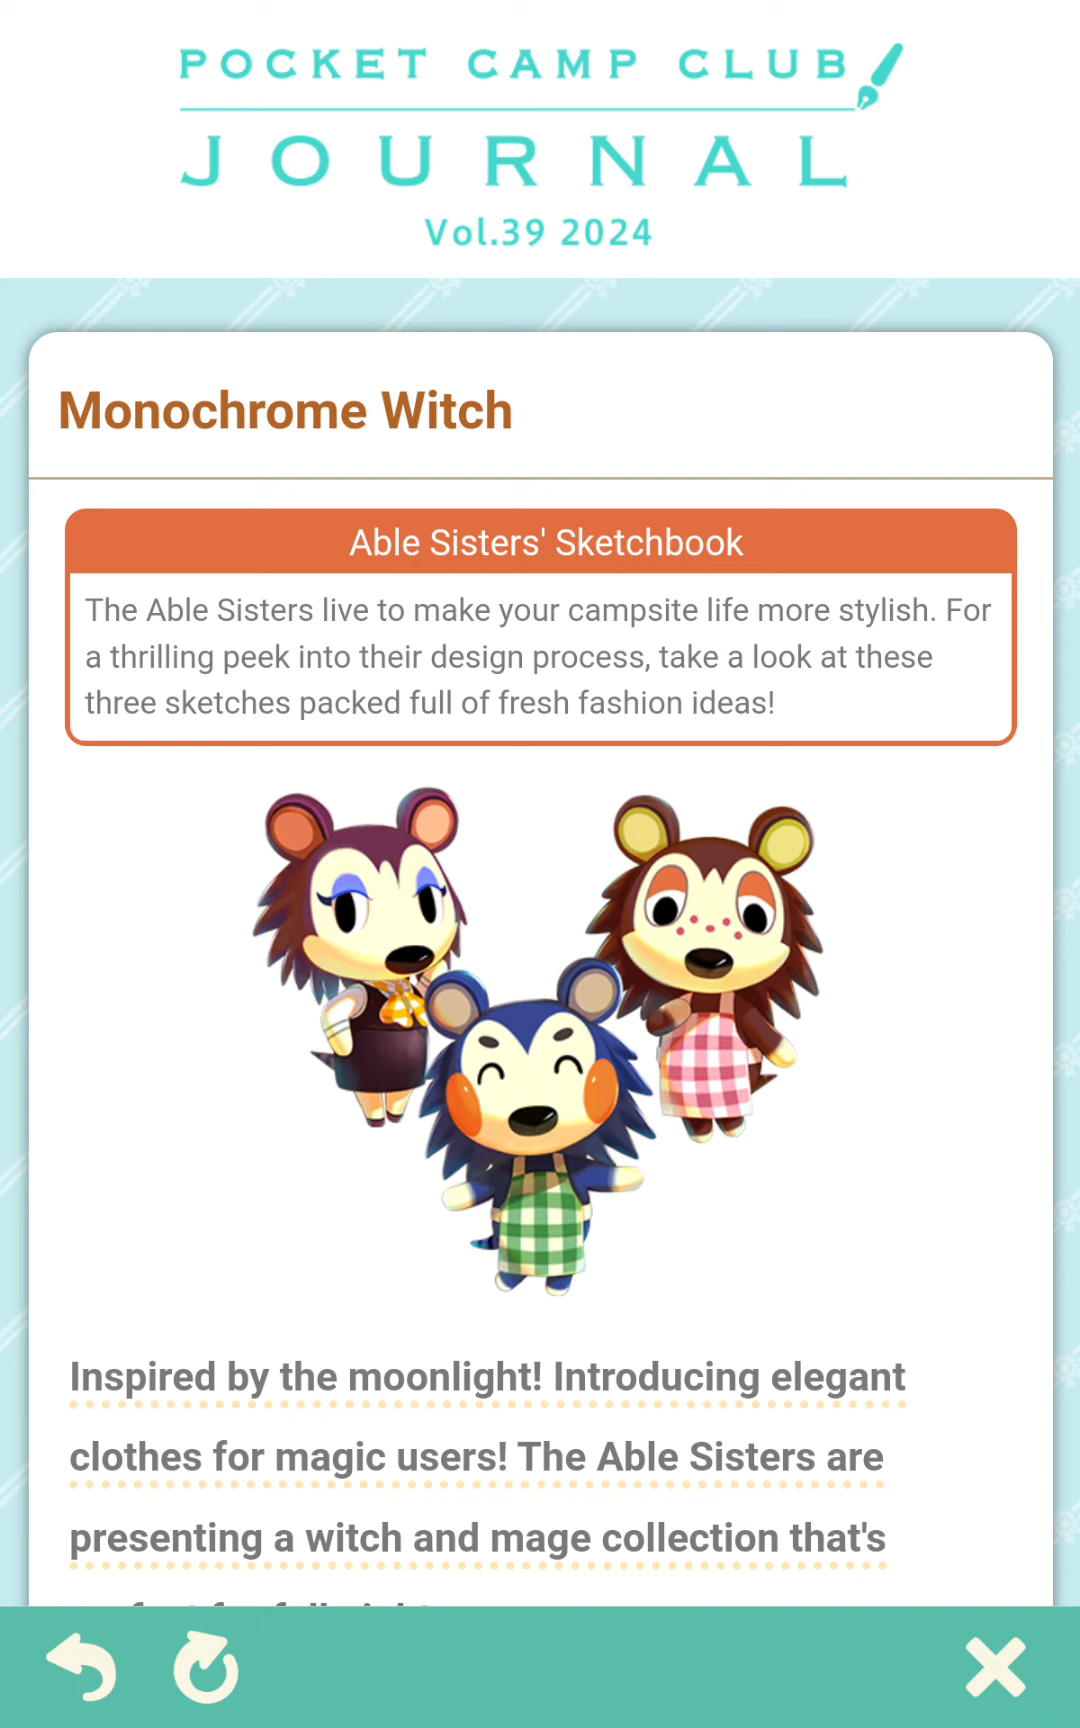 POCKET CAMP CLUB
JOURNAL
Vol.39 2024
Monochrome Witch
Able Sisters' Sketchbook
The Able Sisters live to make your campsite life more stylish. For
a thrilling peek into their design process, take a look at these
three sketches packed full of fresh fashion ideas!
Inspired by the moonlight! Introducing elegant
clothes for magic users! The Able Sisters are
presenting a witch and mage collection that's